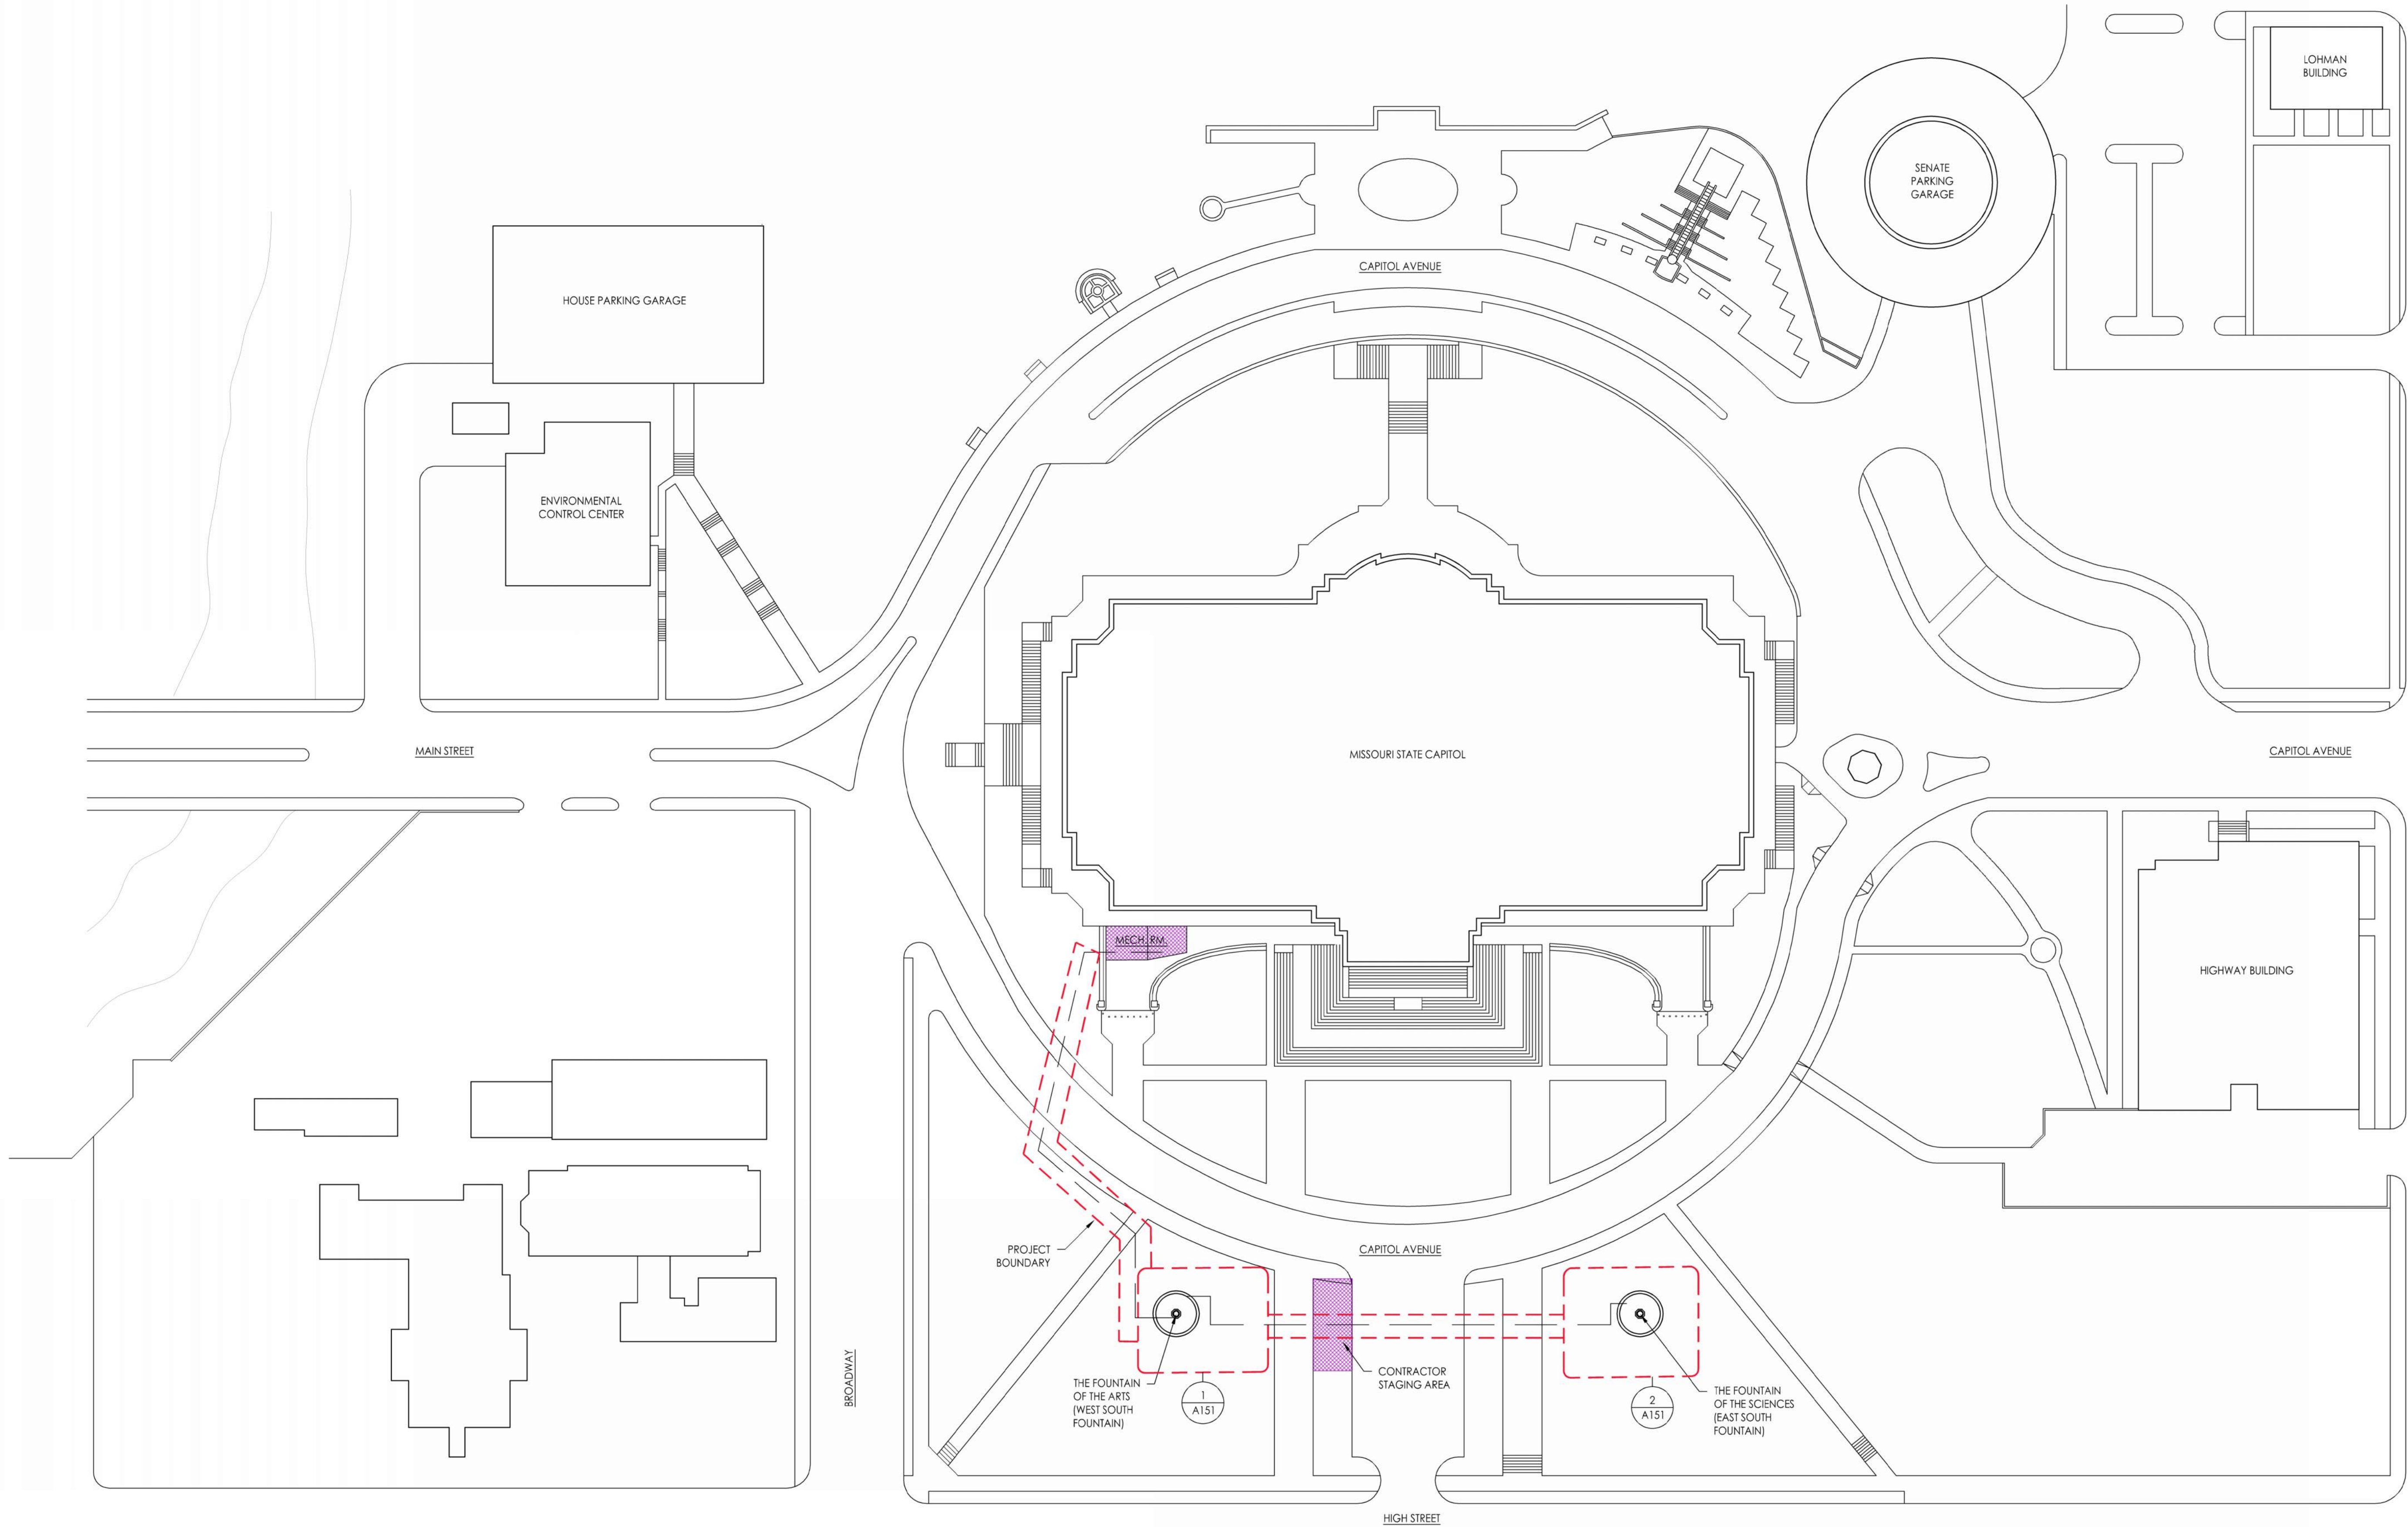 LOHMAN
BUILDING
SENATE
PARKING
GARAGE
CAPITOL AVENUE
HOUSE PARKING GARAGE
ENVIRONMENTAL
CONTROL CENTER
MAIN STREET
MISSOURI STATE CAPITOL
CAPITOL AVENUE
MECH. RM.
HIGHWAY BUILDING
PROJECT
BOUNDARY
CAPITOL AVENUE
BROADWAY
THE FOUNTAIN
OF THE ARTS
(WEST SOUTH
FOUNTAIN)
1
A151
CONTRACTOR
STAGING AREA
2
A151
THE FOUNTAIN
OF THE SCIENCES
(EAST SOUTH
FOUNTAIN)
HIGH STREET